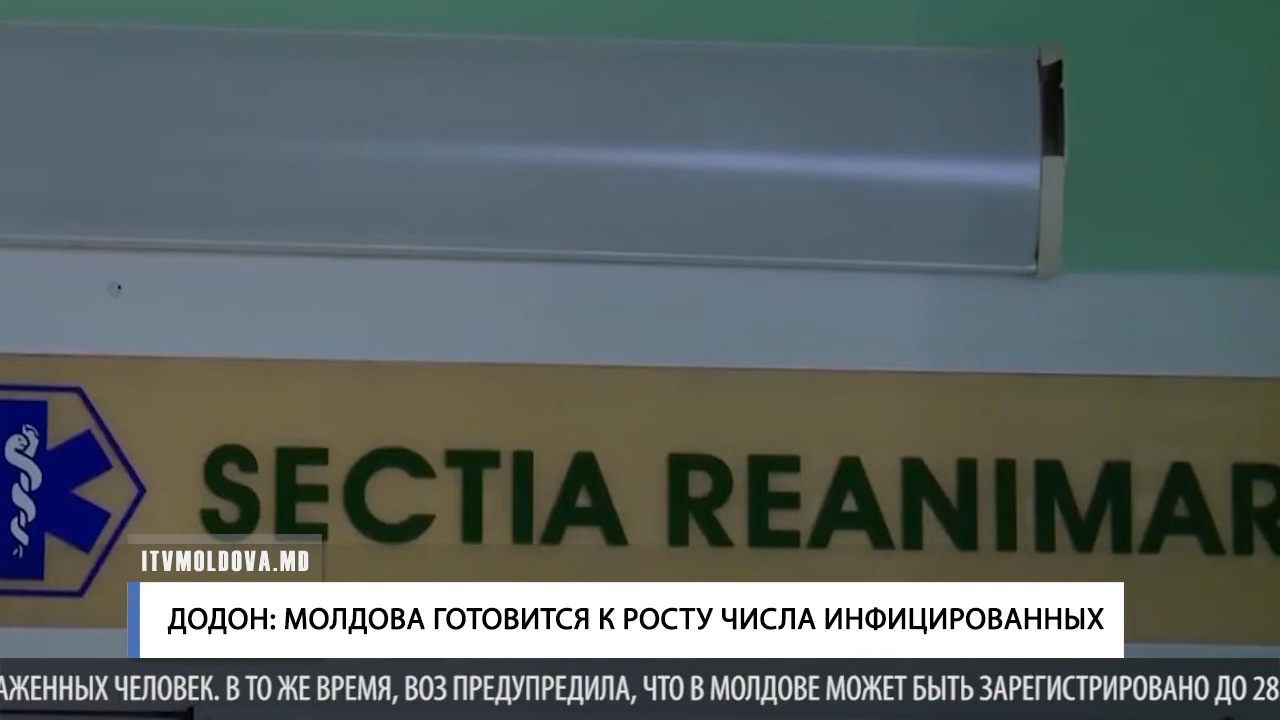 SECTIA REANIMAR
ITVMOLDOVA.MD
ДОДОН: МОЛДОВА ГОТОВИТСЯ К РОСТУ ЧИСЛА ИНФИЦИРОВАННЫХ
АЖЕННЫХ ЧЕЛОВЕК. В ТО ЖЕ ВРЕМЯ, ВОЗ ПРЕДУПРЕДИЛА, ЧТО В МОЛДОВЕ МОЖЕТ БЫТЬ ЗАРЕГИСТРИРОВАНО ДО 28